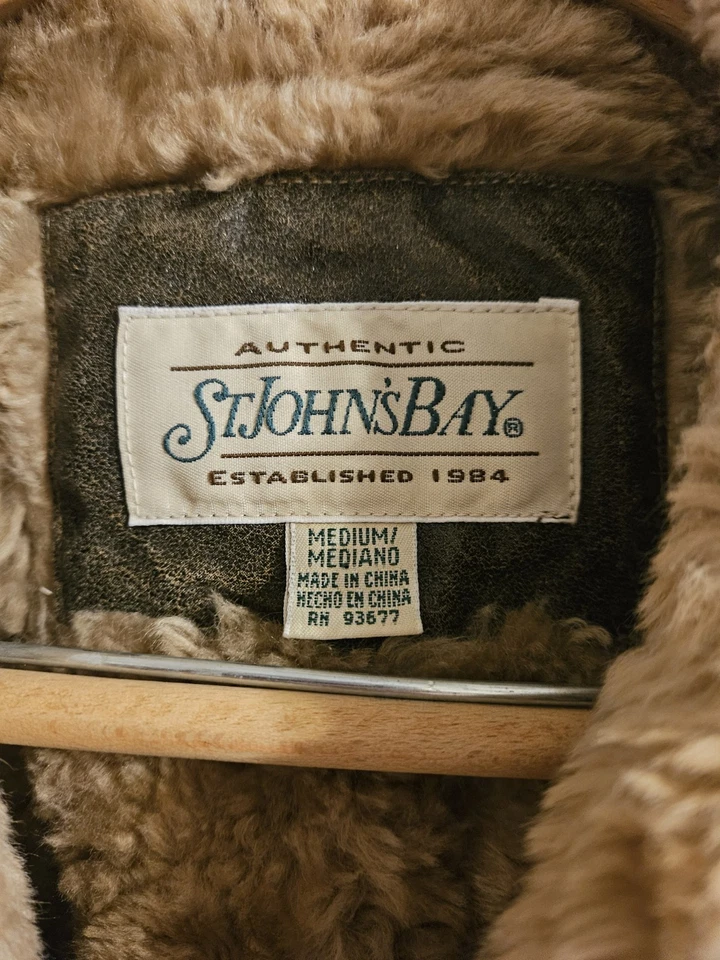 AUTHENTIC
ST JOHN'S BAY®
ESTABLISHED 1984
MEDIUM/
MEDIANO
MADE IN CHINA
HECHO EN CHINA
RN 93677